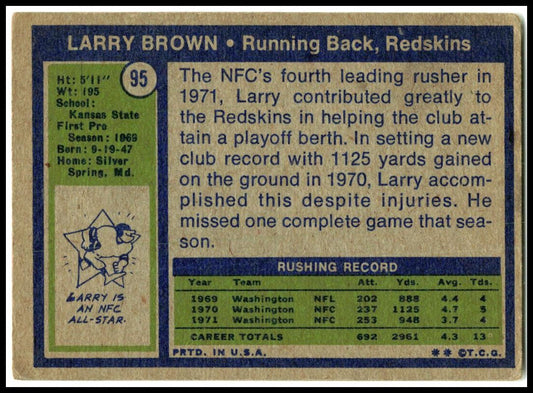 LARRY BROWN • Running Back, Redskins
95
Ht: 5'11"
Wt: 195
School:
Kansas State
First Pro
Season: 1969
Born: 9-19-47
Home: Silver
Spring, Md.
The NFC's fourth leading rusher in
1971, Larry contributed greatly to
the Redskins in helping the club at-
tain a playoff berth. In setting a new
club record with 1125 yards gained
on the ground in 1970, Larry accom-
plished this despite injuries. He
missed one complete game that sea-
son.
LARRY IS
AN NFC
ALL-STAR.
RUSHING RECORD
Year Team Att. Yds. Avg. Tds.
1969 Washington NFL 202 888 4.4 4
1970 Washington NFC 237 1125 4.7 5
1971 Washington NFC 253 948 3.7 4
CAREER TOTALS 692 2961 4.3 13
PRTD. IN U.S.A. ** ©T.C.G.